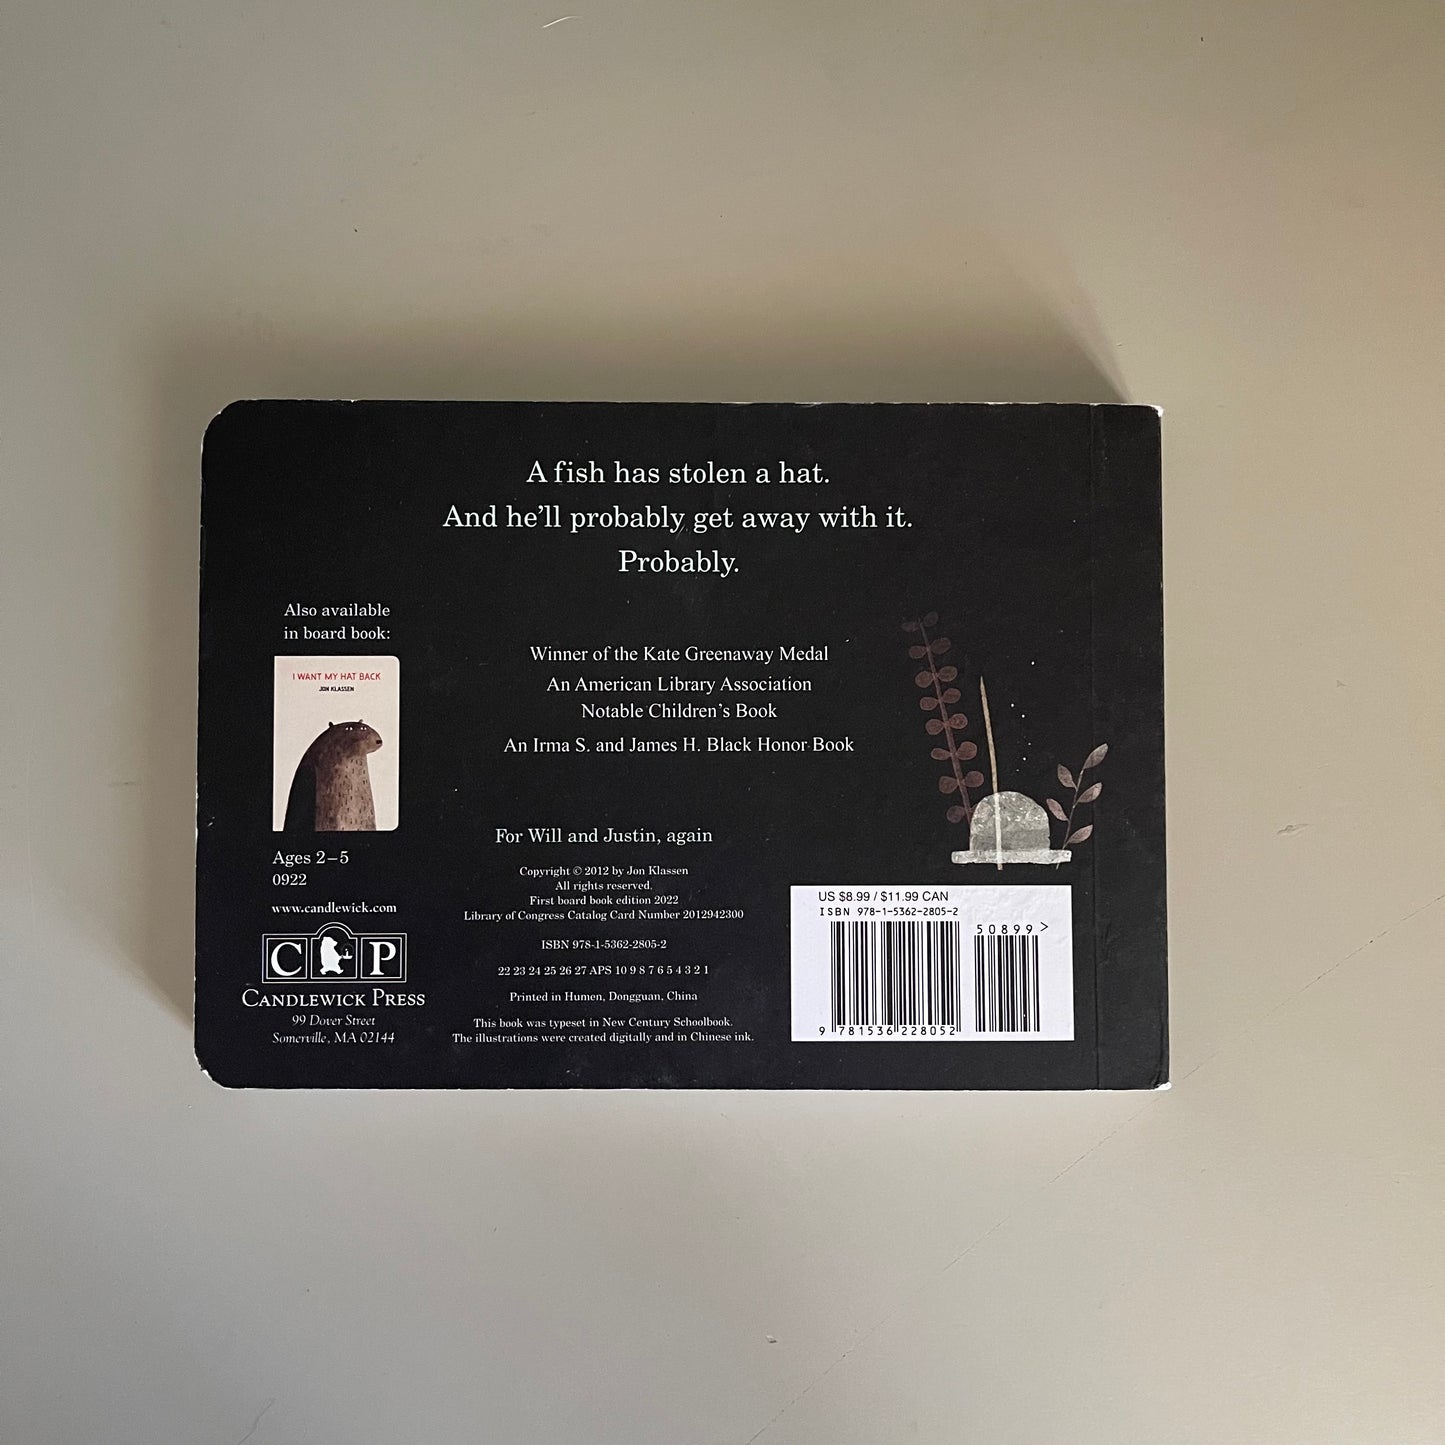 A fish has stolen a hat.
And he'll probably get away with it.
Probably.
Also available
in board book:
I WANT MY HAT BACK
JON KLASSEN
Ages 2–5
0922
www.candlewick.com
C P
CANDLEWICK PRESS
99 Dover Street
Somerville, MA 02144
Winner of the Kate Greenaway Medal
An American Library Association
Notable Children's Book
An Irma S. and James H. Black Honor Book
For Will and Justin, again
Copyright © 2012 by Jon Klassen
All rights reserved.
First board book edition 2022
Library of Congress Catalog Card Number 2012942300
ISBN 978-1-5362-2805-2
22 23 24 25 26 27 APS 10 9 8 7 6 5 4 3 2 1
Printed in Humen, Dongguan, China
This book was typeset in New Century Schoolbook.
The illustrations were created digitally and in Chinese ink.
US $8.99 / $11.99 CAN
ISBN 978-1-5362-2805-2
50899>
9 781536 228052